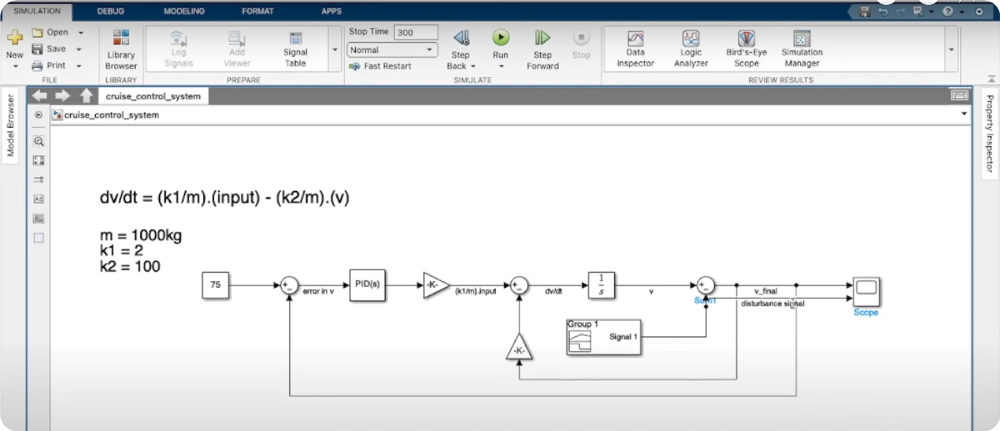 SIMULATION DEBUG MODELING FORMAT APPS
New
Open
Save
Print
FILE
Library
Browser
LIBRARY
Log
Signals
Add
Viewer
Signal
Table
PREPARE
Stop Time 300
Normal
Fast Restart
Step
Back
Run
Step
Forward
Stop
SIMULATE
Data
Inspector
Logic
Analyzer
Bird's-Eye
Scope
Simulation
Manager
REVIEW RESULTS
Model Browser
Property Inspector
cruise_control_system
cruise_control_system
dv/dt = (k1/m).(input) - (k2/m).(v)
m = 1000kg
k1 = 2
k2 = 100
75
+
-
error in v
PID(s)
-K-
(k1/m).input
+
-
dv/dt
1
s
v
+
-
Sum1
v_final
disturbance signal
Scope
Group 1
Signal 1
-K-